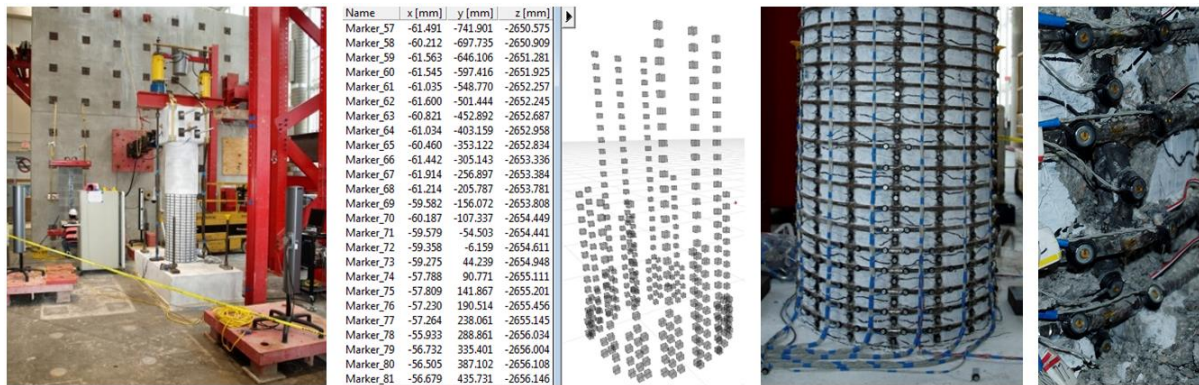 Name x [mm] y [mm] z [mm]
Marker_57 -61.491 -741.901 -2650.575
Marker_58 -60.212 -697.735 -2650.909
Marker_59 -61.563 -646.106 -2651.281
Marker_60 -61.545 -597.416 -2651.925
Marker_61 -61.035 -548.770 -2652.257
Marker_62 -61.600 -501.444 -2652.245
Marker_63 -60.821 -452.892 -2652.687
Marker_64 -61.034 -403.159 -2652.958
Marker_65 -60.460 -353.122 -2652.834
Marker_66 -61.442 -305.143 -2653.336
Marker_67 -61.914 -256.897 -2653.384
Marker_68 -61.214 -205.787 -2653.781
Marker_69 -59.582 -156.072 -2653.808
Marker_70 -60.187 -107.337 -2654.449
Marker_71 -59.579 -54.503 -2654.441
Marker_72 -59.358 -6.159 -2654.611
Marker_73 -59.275 44.239 -2654.948
Marker_74 -57.788 90.771 -2655.111
Marker_75 -57.809 141.867 -2655.201
Marker_76 -57.230 190.514 -2655.456
Marker_77 -57.264 238.061 -2655.145
Marker_78 -55.933 288.861 -2656.034
Marker_79 -56.732 335.401 -2656.004
Marker_80 -56.505 387.102 -2656.108
Marker_81 -56.679 435.731 -2656.146